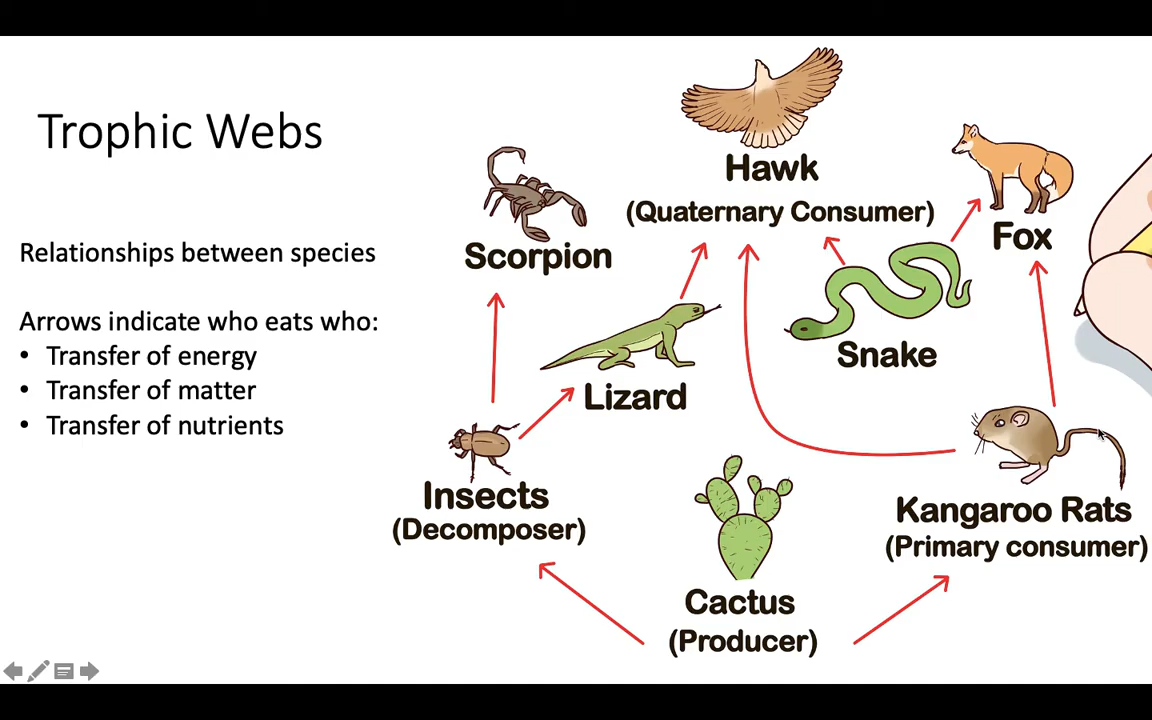 Trophic Webs
Relationships between species
Arrows indicate who eats who:
• Transfer of energy
• Transfer of matter
• Transfer of nutrients
Hawk
(Quaternary Consumer)
Scorpion
Fox
Snake
Lizard
Insects
(Decomposer)
Kangaroo Rats
(Primary consumer)
Cactus
(Producer)